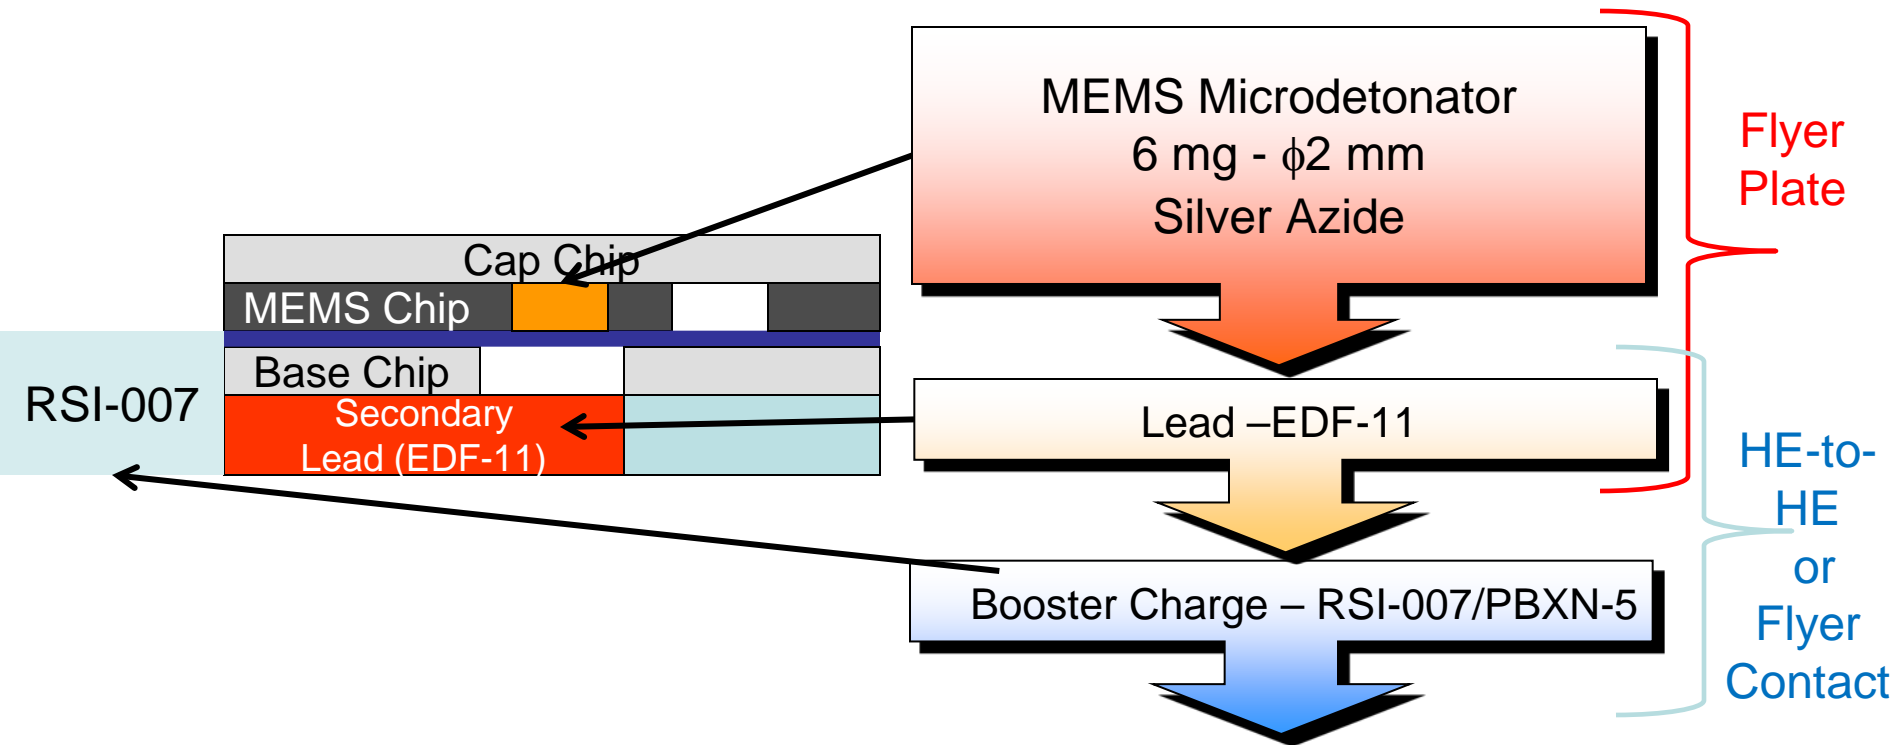 MEMS Microdetonator
6 mg - ϕ2 mm
Silver Azide
Flyer
Plate
Cap Chip
MEMS Chip
Base Chip
RSI-007
Secondary
Lead (EDF-11)
Lead –EDF-11
HE-to-
HE
or
Flyer
Contact
Booster Charge – RSI-007/PBXN-5